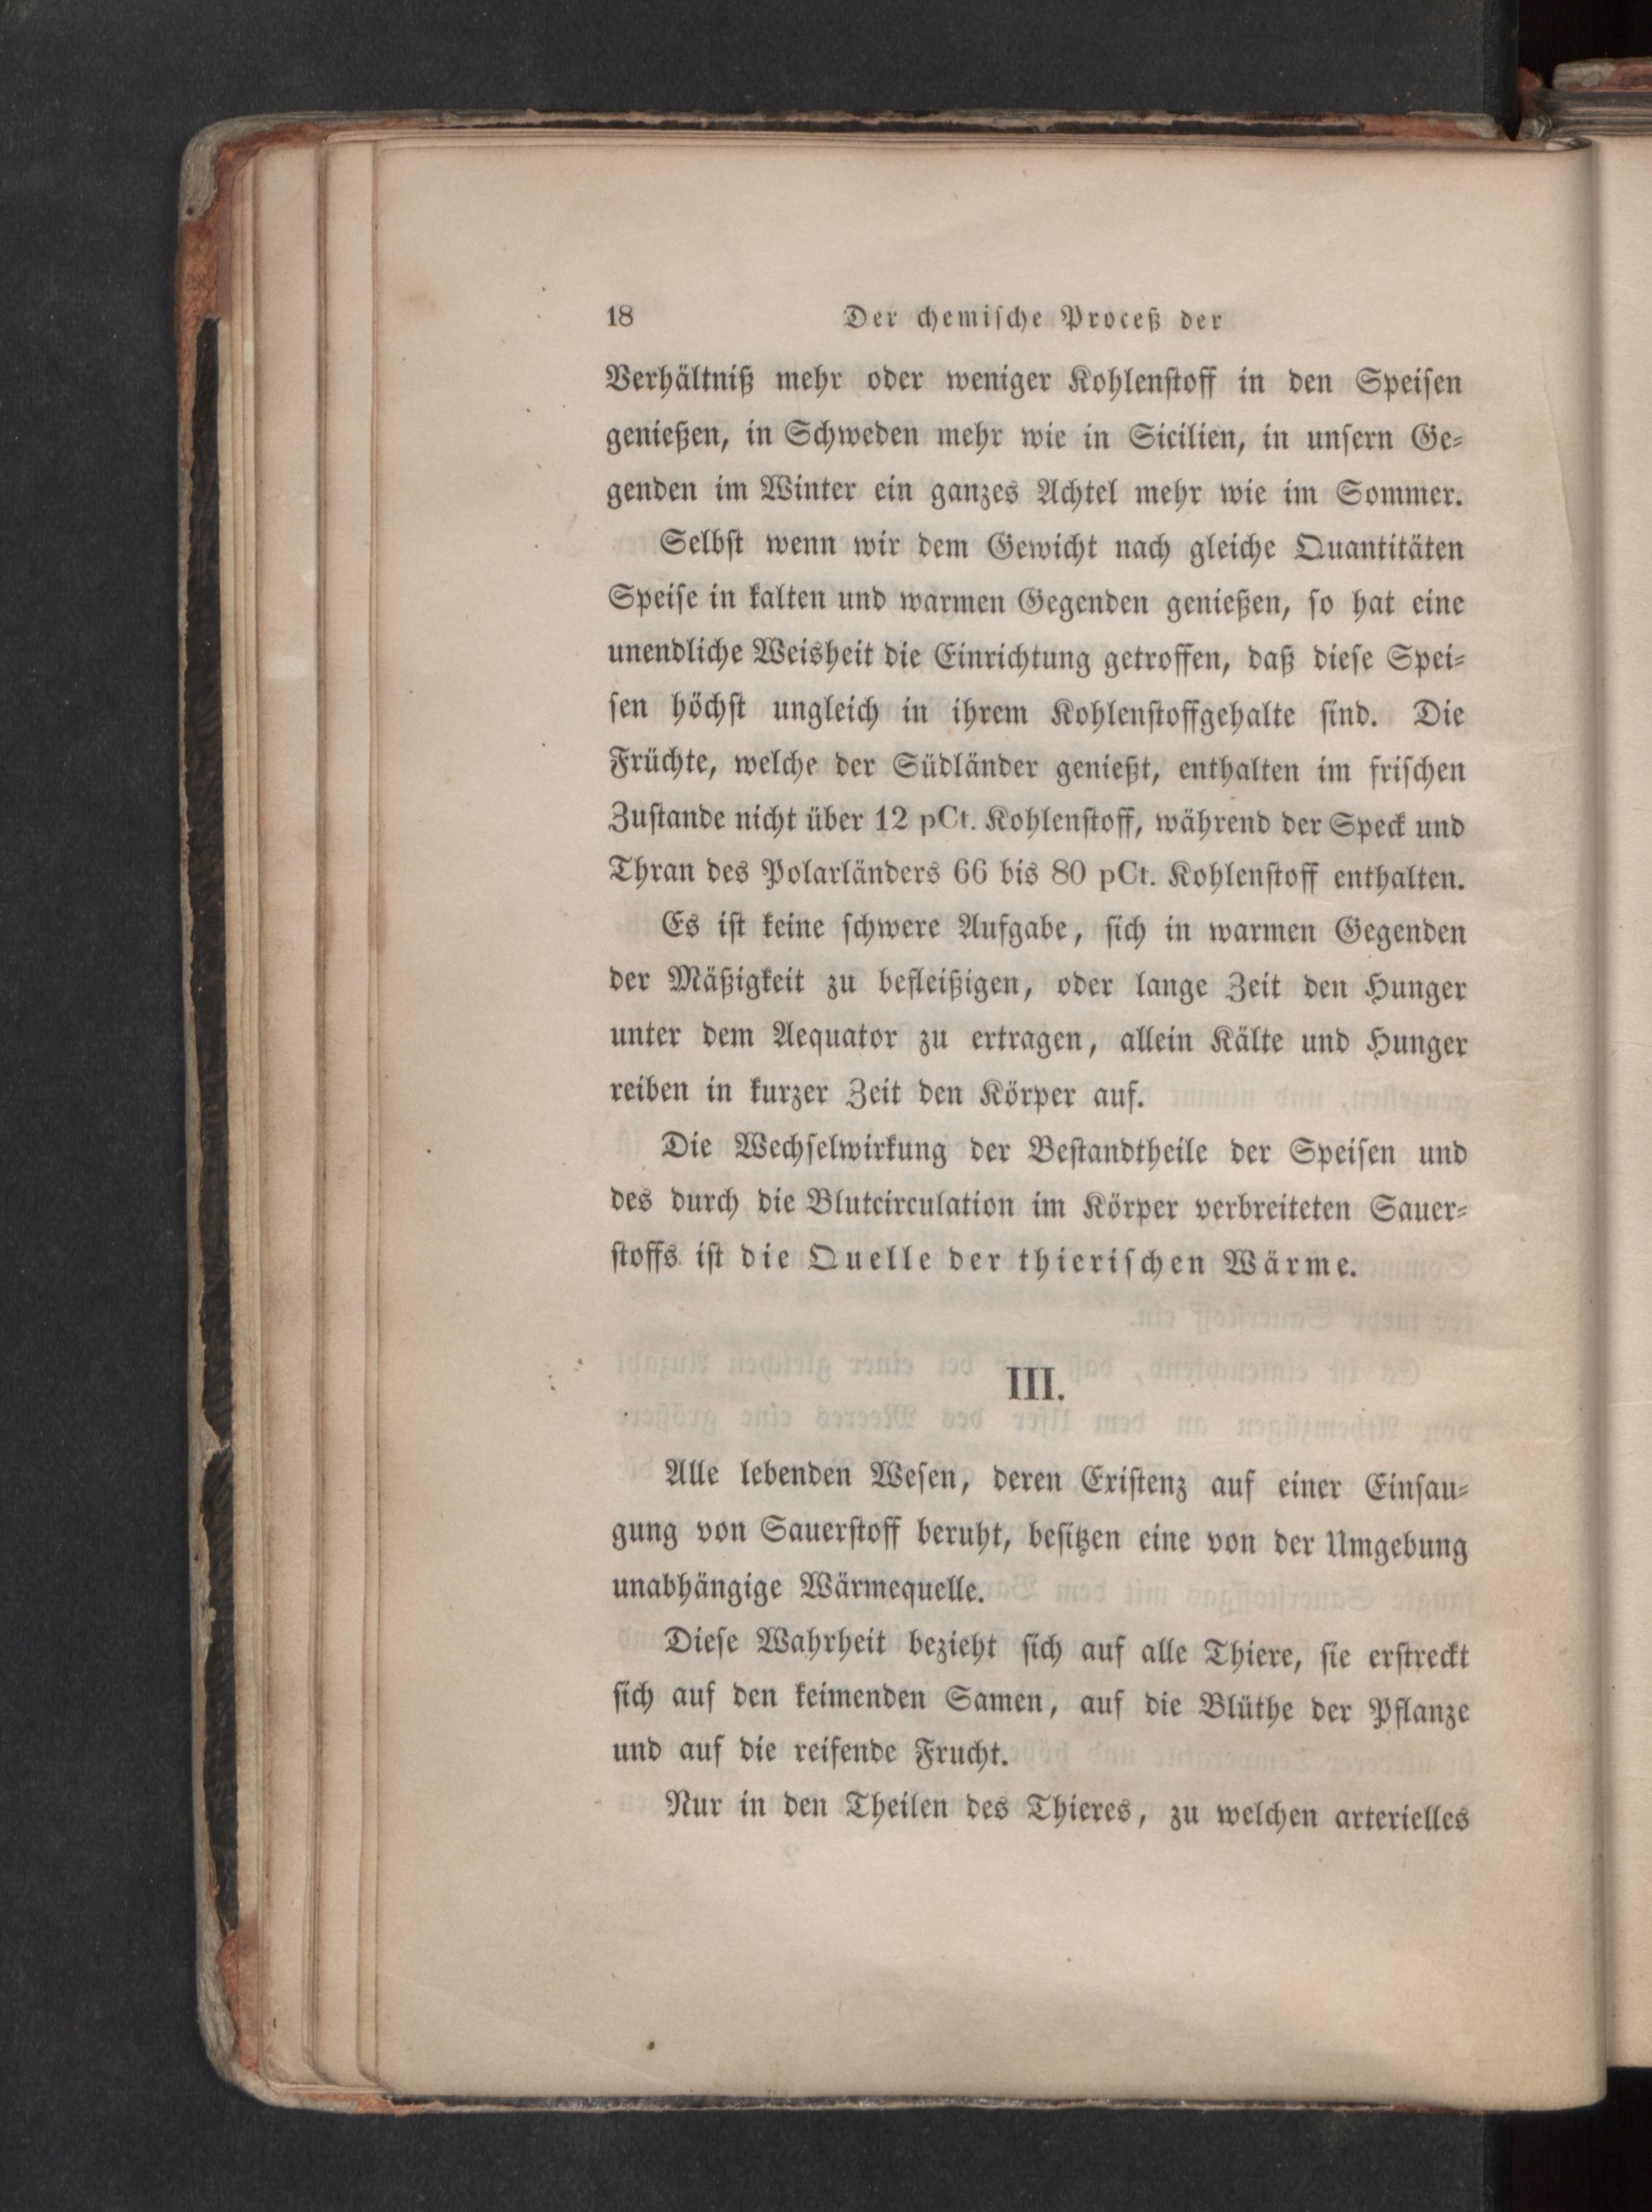 18 Der chemische Proceß der
Verhältniß mehr oder weniger Kohlenstoff in den Speisen
genießen, in Schweden mehr wie in Sicilien, in unsern Ge-
genden im Winter ein ganzes Achtel mehr wie im Sommer.
Selbst wenn wir dem Gewicht nach gleiche Quantitäten
Speise in kalten und warmen Gegenden genießen, so hat eine
unendliche Weisheit die Einrichtung getroffen, daß diese Spei-
sen höchst ungleich in ihrem Kohlenstoffgehalte sind. Die
Früchte, welche der Südländer genießt, enthalten im frischen
Zustande nicht über 12 pCt. Kohlenstoff, während der Speck und
Thran des Polarländers 66 bis 80 pCt. Kohlenstoff enthalten.
Es ist keine schwere Aufgabe, sich in warmen Gegenden
der Mäßigkeit zu befleißigen, oder lange Zeit den Hunger
unter dem Aequator zu ertragen, allein Kälte und Hunger
reiben in kurzer Zeit den Körper auf.
Die Wechselwirkung der Bestandtheile der Speisen und
des durch die Blutcirculation im Körper verbreiteten Sauer-
stoffs ist die Quelle der thierischen Wärme.
III.
Alle lebenden Wesen, deren Existenz auf einer Einsau-
gung von Sauerstoff beruht, besitzen eine von der Umgebung
unabhängige Wärmequelle.
Diese Wahrheit bezieht sich auf alle Thiere, sie erstreckt
sich auf den keimenden Samen, auf die Blüthe der Pflanze
und auf die reifende Frucht.
Nur in den Theilen des Thieres, zu welchen arterielles